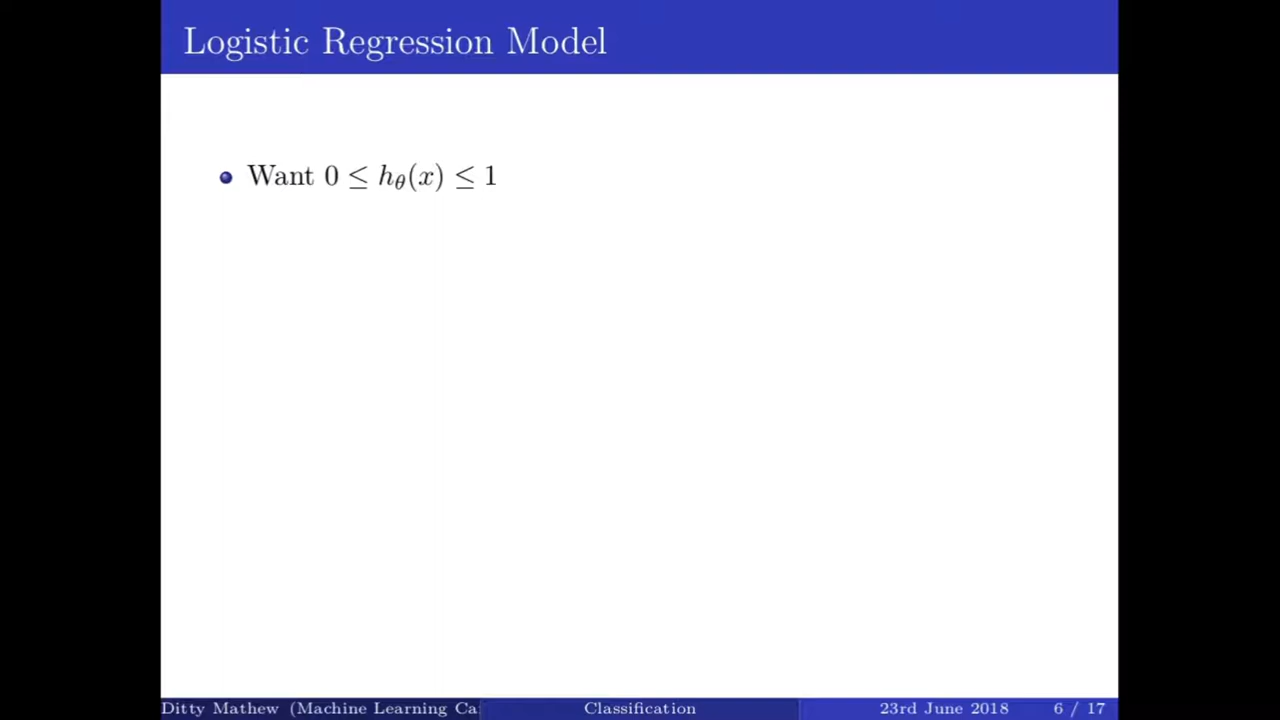 Logistic Regression Model
Want 0 ≤ hθ(x) ≤ 1
Ditty Mathew (Machine Learning Ca
Classification
23rd June 2018
6 / 17